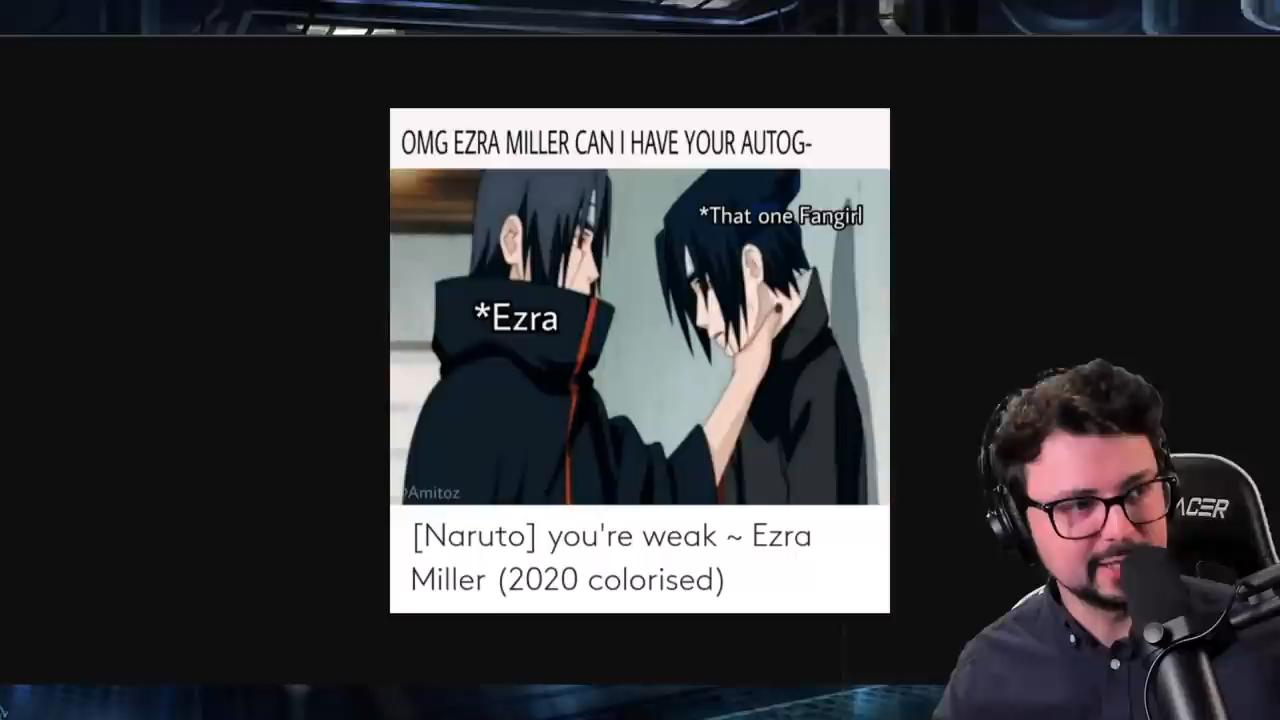 OMG EZRA MILLER CAN I HAVE YOUR AUTOG-
*That one Fangirl
*Ezra
@Amitoz
[Naruto] you're weak ~ Ezra
Miller (2020 colorised)
ACER